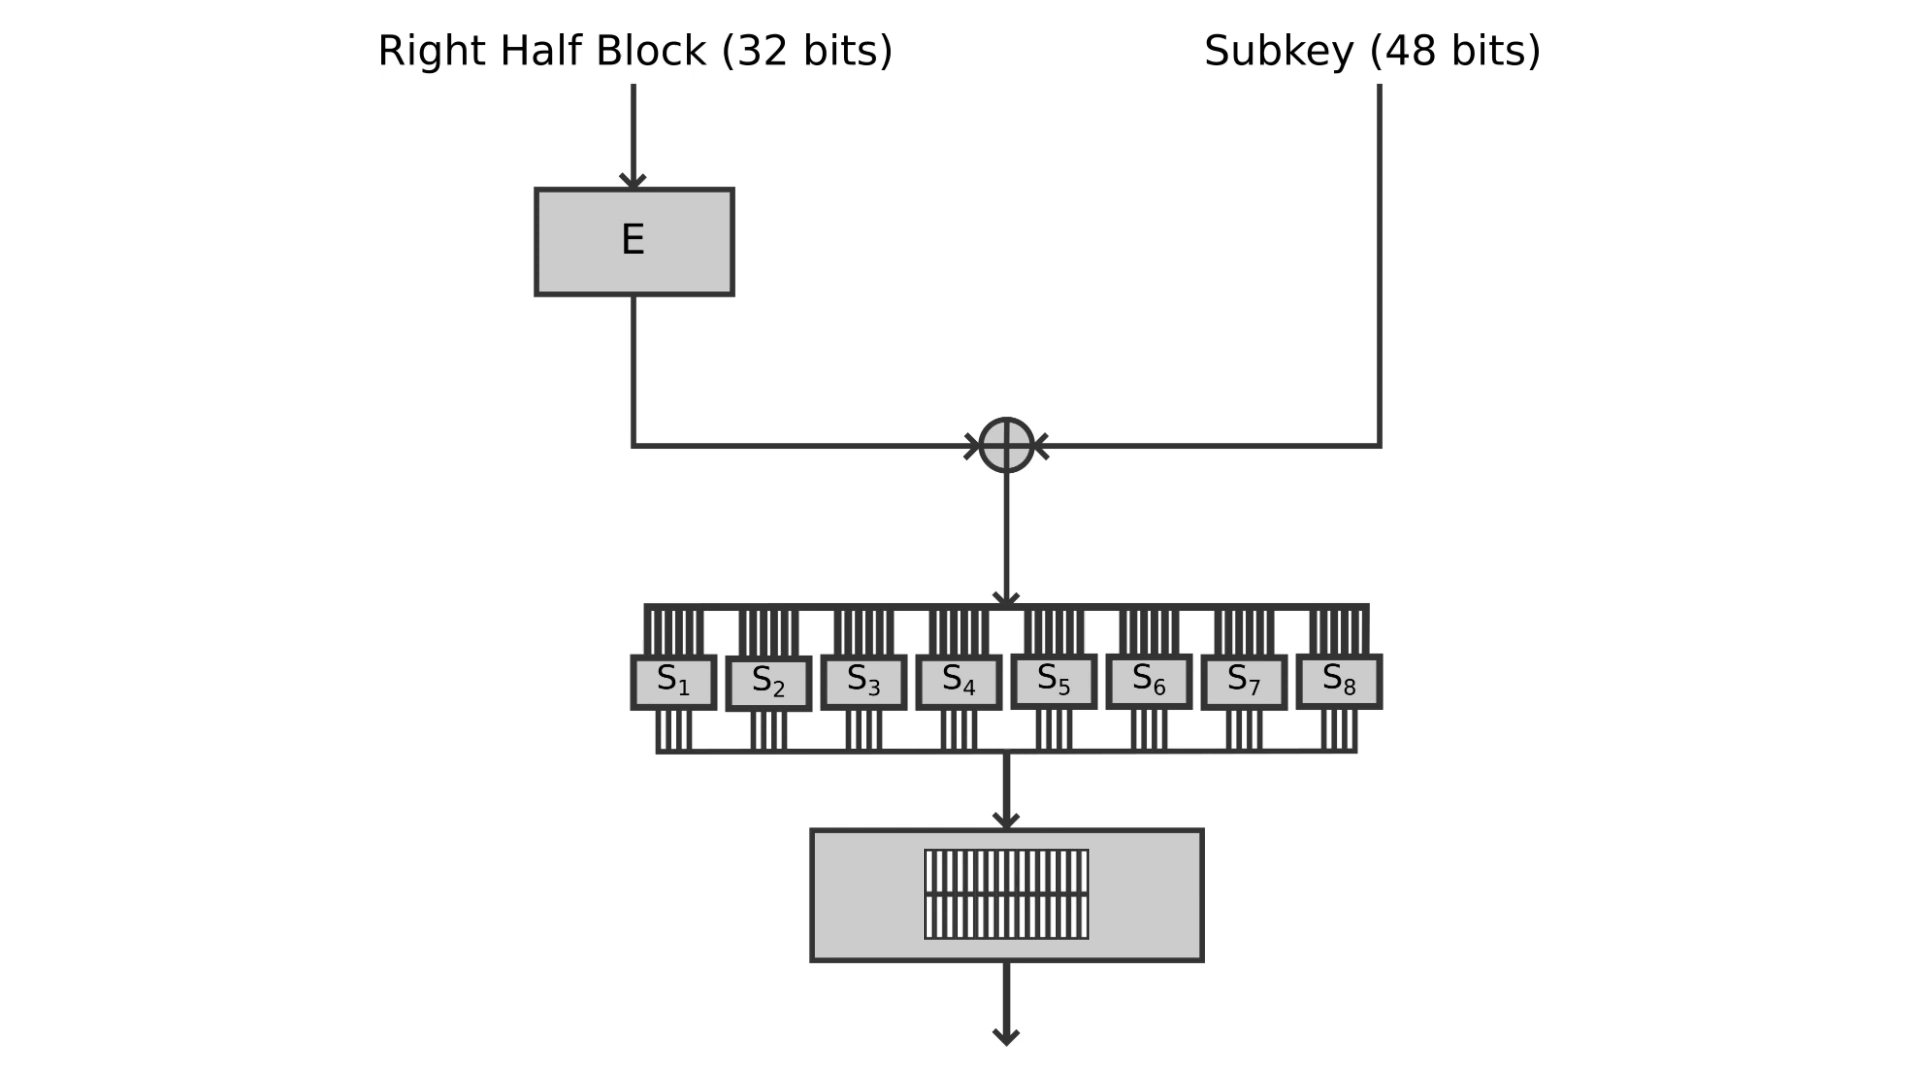 Right Half Block (32 bits)
Subkey (48 bits)
E
S1 S2 S3 S4 S5 S6 S7 S8